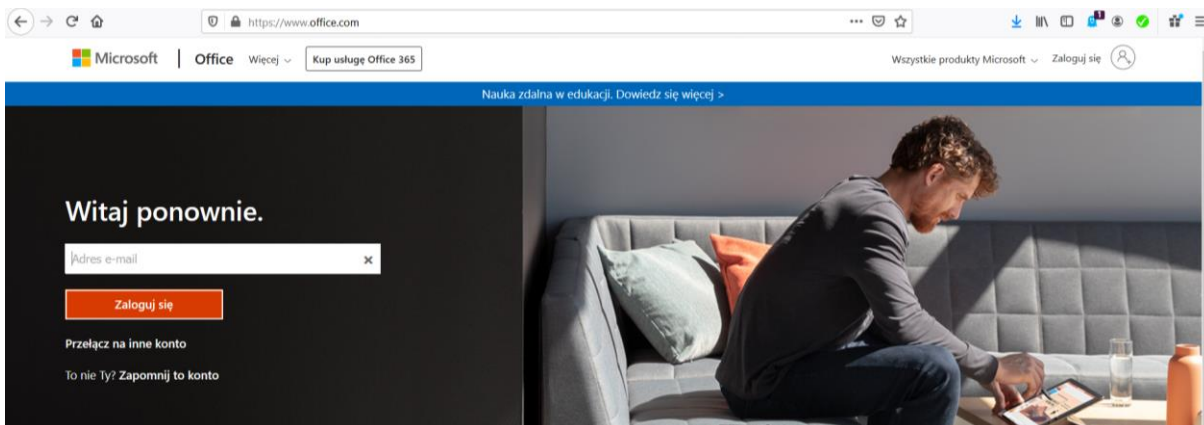 https://www.office.com
1
Microsoft | Office Więcej Kup usługę Office 365 Wszystkie produkty Microsoft Zaloguj się
Nauka zdalna w edukacji. Dowiedz się więcej >
Witaj ponownie.
Adres e-mail
Zaloguj się
Przełącz na inne konto
To nie Ty? Zapomnij to konto